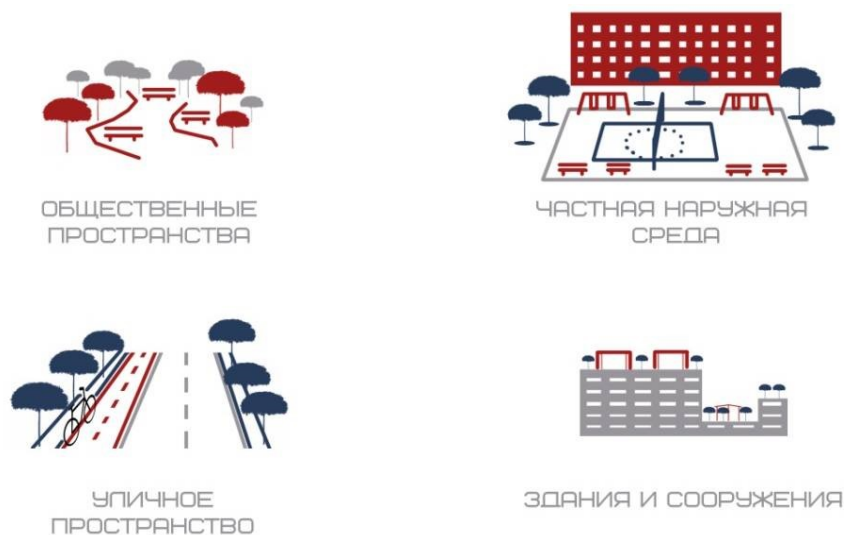 ОБЩЕСТВЕННЫЕ
ПРОСТРАНСТВА
ЧАСТНАЯ НАРУЖНАЯ
СРЕДА
УЛИЧНОЕ
ПРОСТРАНСТВО
ЗДАНИЯ И СООРУЖЕНИЯ